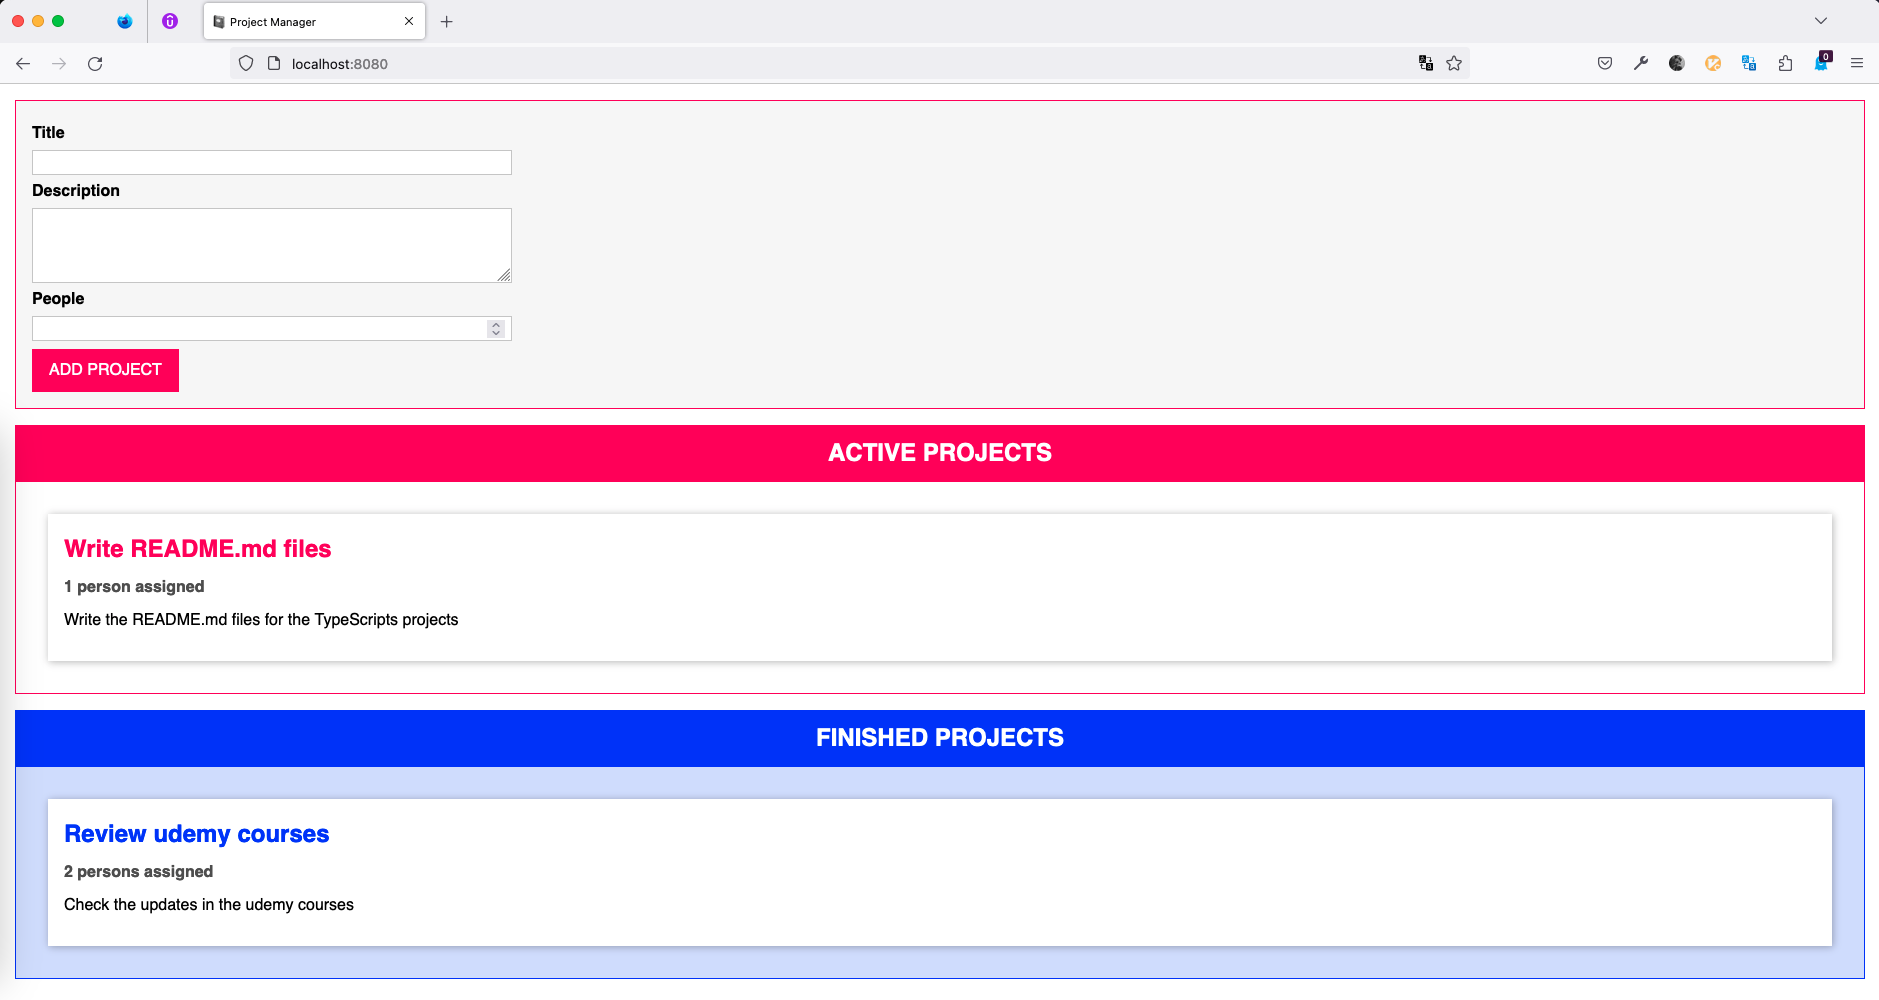 Project Manager
localhost:8080
0
Title
Description
People
ADD PROJECT
ACTIVE PROJECTS
Write README.md files
1 person assigned
Write the README.md files for the TypeScripts projects
FINISHED PROJECTS
Review udemy courses
2 persons assigned
Check the updates in the udemy courses